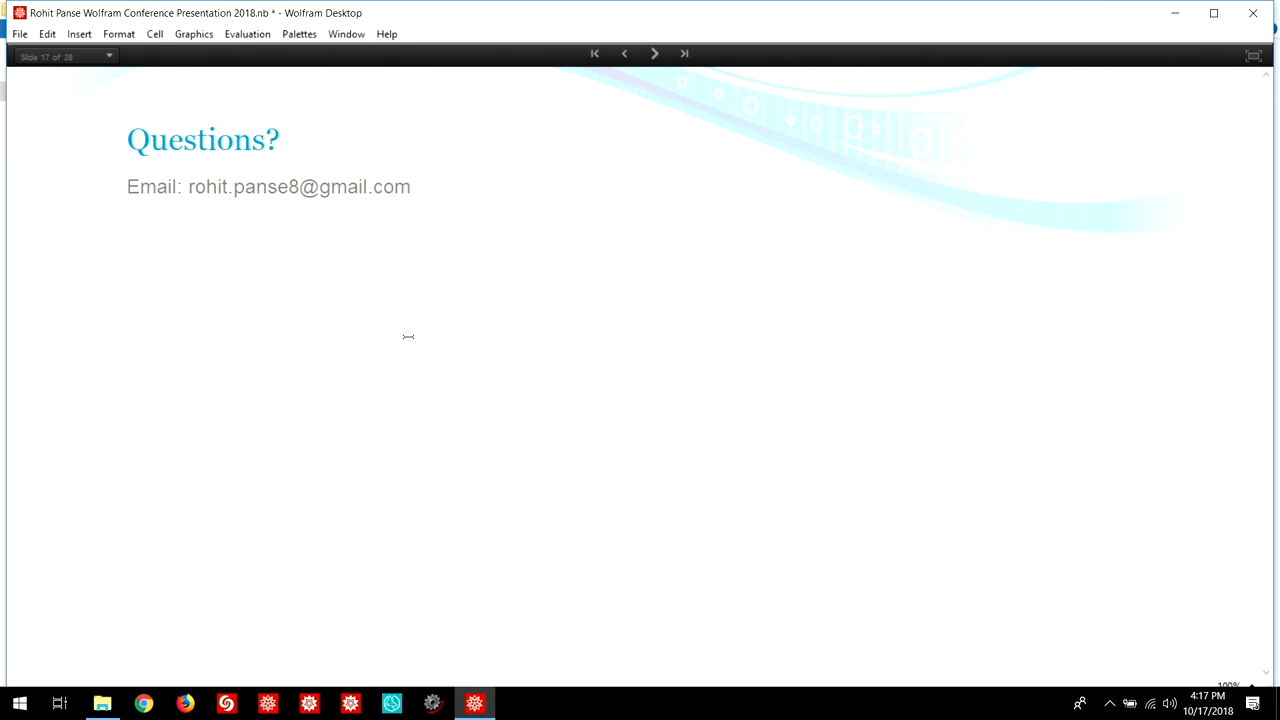 Rohit Panse Wolfram Conference Presentation 2018.nb * - Wolfram Desktop
File Edit Insert Format Cell Graphics Evaluation Palettes Window Help
Slide 17 of 28
Questions?
Email: rohit.panse8@gmail.com
100%
4:17 PM
10/17/2018